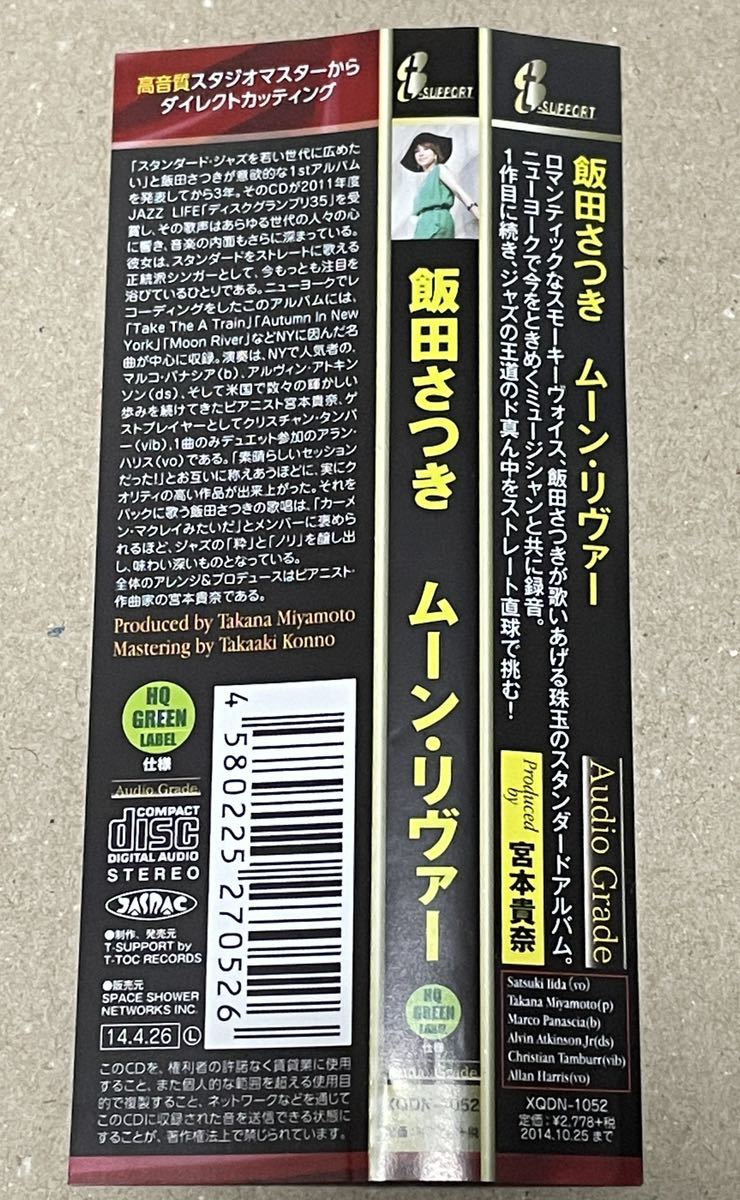 高音質スタジオマスターから
ダイレクトカッティング
「スタンダード・ジャズを若い世代に広めた
い」と飯田さつきが意欲的な1stアルバム
を発表してから3年。そのCDが2011年度
JAZZ LIFE「ディスクグランプリ35」を受
賞し、その歌声はあらゆる世代の人々の心
に響き、音楽の内面もさらに深まっている。
彼女は、スタンダードをストレートに歌える
正統派シンガーとして、今もっとも注目を
浴びているひとりである。ニューヨークでレ
コーディングをしたこのアルバムには、
「Take The A Train」「Autumn In New
York」「Moon River」などNYに因んだ名
曲が中心に収録。演奏は、NYで人気者の、
マルコ・パナシア(b)、アルヴィン・アトキン
ソン(ds)、そして米国で数々の輝かしい
歩みを続けてきたピアニスト宮本貴奈、ゲ
ストプレイヤーとしてクリスチャン・タンバ
ー(vib)、1曲のみデュエット参加のアラン・
ハリス(vo)である。「素晴らしいセッション
だった!」とお互いに称えあうほどに、実にク
オリティの高い作品が出来上がった。それを
バックに歌う飯田さつきの歌唱は、「カーメ
ン・マクレイみたいだ」とメンバーに褒めら
れるほど、ジャズの「粋」と「ノリ」を醸し出
し、味わい深いものとなっている。
全体のアレンジ&プロデュースはピアニスト・
作曲家の宮本貴奈である。
Produced by Takana Miyamoto
Mastering by Takaaki Konno
HQ
GREEN
LABEL
仕様
Audio Grade
COMPACT
disc
DIGITAL AUDIO
STEREO
JASRAC
●制作、発売元
T-SUPPORT by
T-TOC RECORDS
●販売元
SPACE SHOWER
NETWORKS INC.
14.4.26 L
4 580225 270526
このCDを、権利者の許諾なく賃貸業に使用
すること、また個人的な範囲を超える使用目
的で複製すること、ネットワークなどを通じて
このCDに収録された音を送信できる状態に
することが、著作権法上で禁じられています。
T-SUPPORT
飯田さつき ムーン・リヴァー
HQ
GREEN
LABEL
仕様
Audio Grade
XQDN-1052
T-SUPPORT
飯田さつき ムーン・リヴァー
ロマンティックなスモーキーヴォイス、飯田さつきが歌いあげる珠玉のスタンダードアルバム。
ニューヨークで今をときめくミュージシャンと共に録音。
1作目に続き、ジャズの王道のド真ん中をストレート直球で挑む!
Audio Grade
Produced
by
宮本貴奈
Satsuki Iida(vo)
Takana Miyamoto(p)
Marco Panascia(b)
Alvin Atkinson Jr(ds)
Christian Tamburr(vib)
Allan Harris(vo)
XQDN-1052
定価:¥2,778+税
2014.10.25まで